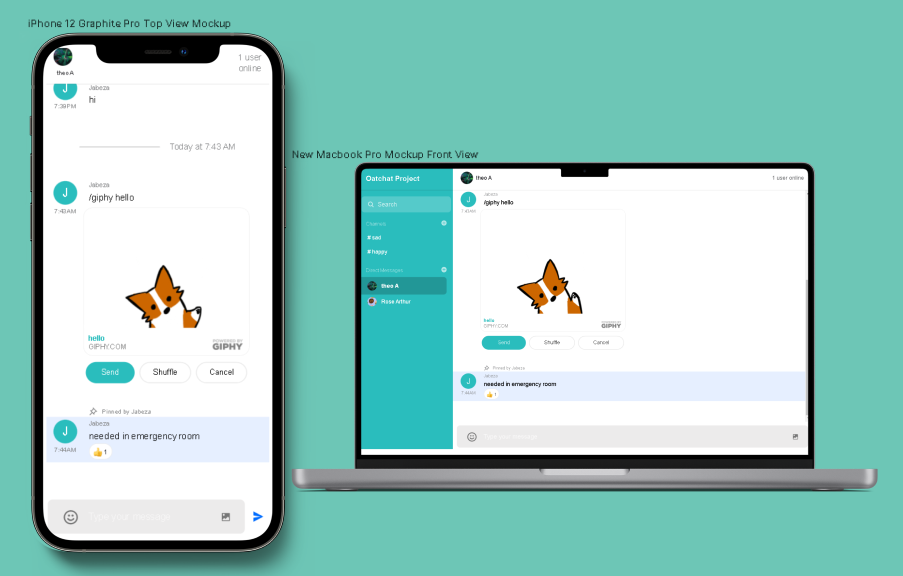 iPhone 12 Graphite Pro Top View Mockup
1 user
online
theo A
Jabeza
J
hi
7:39PM
Today at 7:43 AM
Jabeza
J
/giphy hello
7:43AM
hello
GIPHY.COM
POWERED BY
GIPHY
Send
Shuffle
Cancel
Pinned by Jabeza
Jabeza
J
needed in emergency room
7:44AM
1
Type your message
New Macbook Pro Mockup Front View
Oatchat Project
Search
Channels
# sad
# happy
Direct Messages
theo A
Rose Arthur
theo A
1 user online
Jabeza
J
/giphy hello
7:43AM
hello
GIPHY.COM
POWERED BY
GIPHY
Send
Shuffle
Cancel
Pinned by Jabeza
Jabeza
J
needed in emergency room
7:44AM
1
Type your message